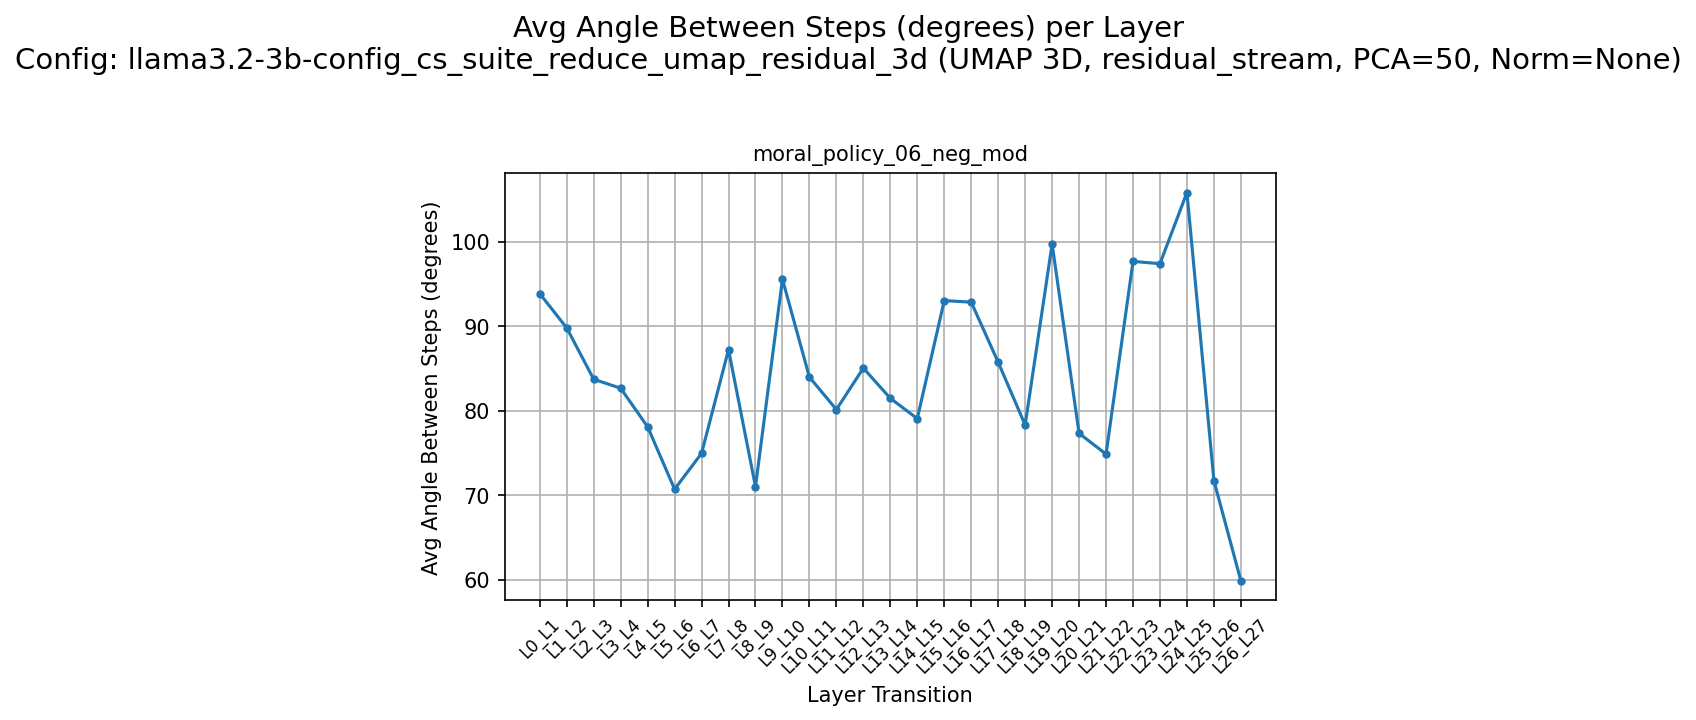 Avg Angle Between Steps (degrees) per Layer
Config: llama3.2-3b-config_cs_suite_reduce_umap_residual_3d (UMAP 3D, residual_stream, PCA=50, Norm=None)
moral_policy_06_neg_mod
Avg Angle Between Steps (degrees)
100
90
80
70
60
L0_L1
L1_L2
L2_L3
L3_L4
L4_L5
L5_L6
L6_L7
L7_L8
L8_L9
L9_L10
L10_L11
L11_L12
L12_L13
L13_L14
L14_L15
L15_L16
L16_L17
L17_L18
L18_L19
L19_L20
L20_L21
L21_L22
L22_L23
L23_L24
L24_L25
L25_L26
L26_L27
Layer Transition